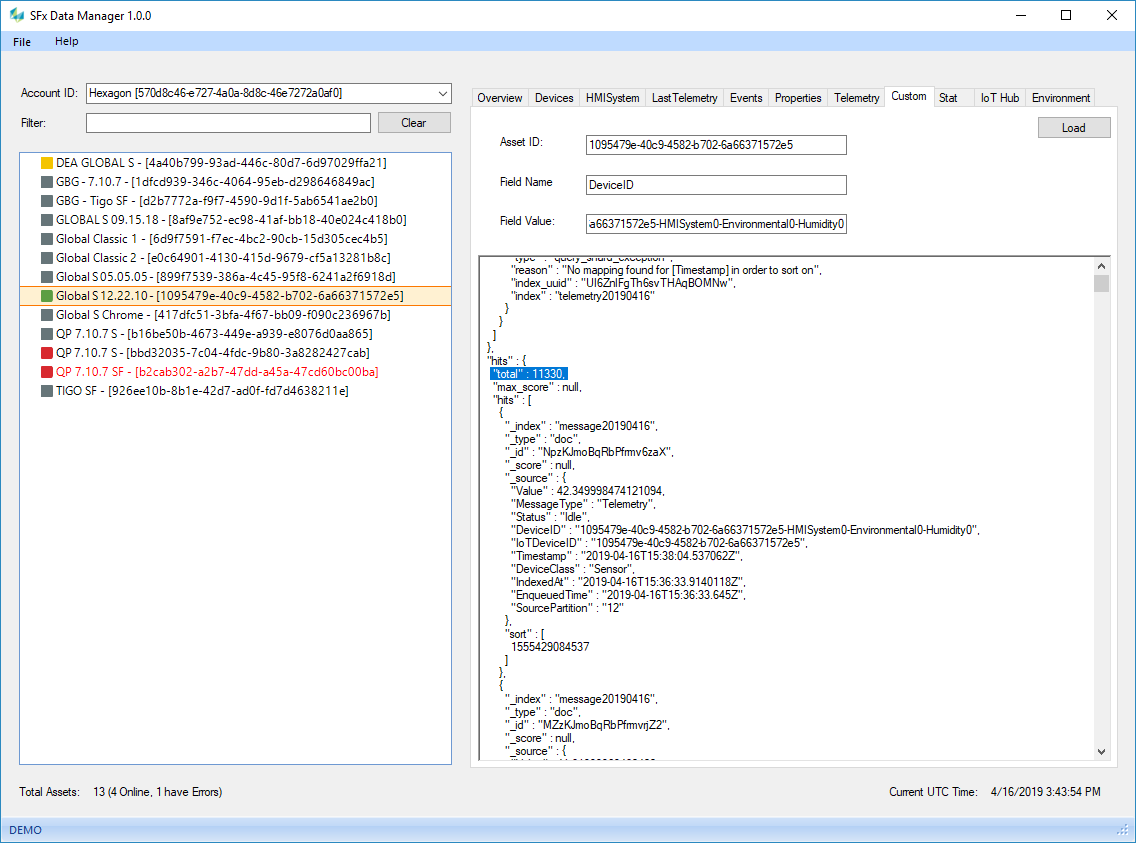 SFx Data Manager 1.0.0
File Help
Account ID: Hexagon [570d8c46-e727-4a0a-8d8c-46e7272a0af0]
Filter: Clear
DEA GLOBAL S - [4a40b799-93ad-446c-80d7-6d97029ffa21]
GBG - 7.10.7 - [1dfcd939-346c-4064-95eb-d298646849ac]
GBG - Tigo SF - [d2b7772a-f9f7-4590-9d1f-5ab6541ae2b0]
GLOBAL S 09.15.18 - [8af9e752-ec98-41af-bb18-40e024c418b0]
Global Classic 1 - [6d9f7591-f7ec-4bc2-90cb-15d305cec4b5]
Global Classic 2 - [e0c64901-4130-415d-9679-cf5a13281b8c]
Global S 05.05.05 - [899f7539-386a-4c45-95f8-6241a2f6918d]
Global S 12.22.10 - [1095479e-40c9-4582-b702-6a66371572e5]
Global S Chrome - [417dfc51-3bfa-4f67-bb09-f090c236967b]
QP 7.10.7 S - [b16be50b-4673-449e-a939-e8076d0aa865]
QP 7.10.7 S - [bbd32035-7c04-4fdc-9b80-3a8282427cab]
QP 7.10.7 SF - [b2cab302-a2b7-47dd-a45a-47cd60bc00ba]
TIGO SF - [926ee10b-8b1e-42d7-ad0f-fd7d4638211e]
Overview Devices HMISystem LastTelemetry Events Properties Telemetry Custom Stat IoT Hub Environment
Load
Asset ID: 1095479e-40c9-4582-b702-6a66371572e5
Field Name DeviceID
Field Value: a66371572e5-HMISystem0-Environmental0-Humidity0
"type" : "query_shard_exception",
"reason" : "No mapping found for [Timestamp] in order to sort on",
"index_uuid" : "UI6ZnlFgTh6svTHAqBOMNw",
"index" : "telemetry20190416"
}
}
]
},
"hits" : {
"total" : 11330,
"max_score" : null,
"hits" : [
{
"_index" : "message20190416",
"_type" : "doc",
"_id" : "NpzKJmoBqRbPfrmv6zaX",
"_score" : null,
"_source" : {
"Value" : 42.349998474121094,
"MessageType" : "Telemetry",
"Status" : "Idle",
"DeviceID" : "1095479e-40c9-4582-b702-6a66371572e5-HMISystem0-Environmental0-Humidity0",
"IoTDeviceID" : "1095479e-40c9-4582-b702-6a66371572e5",
"Timestamp" : "2019-04-16T15:38:04.537062Z",
"DeviceClass" : "Sensor",
"IndexedAt" : "2019-04-16T15:36:33.9140118Z",
"EnqueuedTime" : "2019-04-16T15:36:33.645Z",
"SourcePartition" : "12"
},
"sort" : [
1555429084537
]
},
{
"_index" : "message20190416",
"_type" : "doc",
"_id" : "MZzKJmoBqRbPfrmvrjZ2",
"_score" : null,
"_source" : {
Total Assets: 13 (4 Online, 1 have Errors)
Current UTC Time: 4/16/2019 3:43:54 PM
DEMO